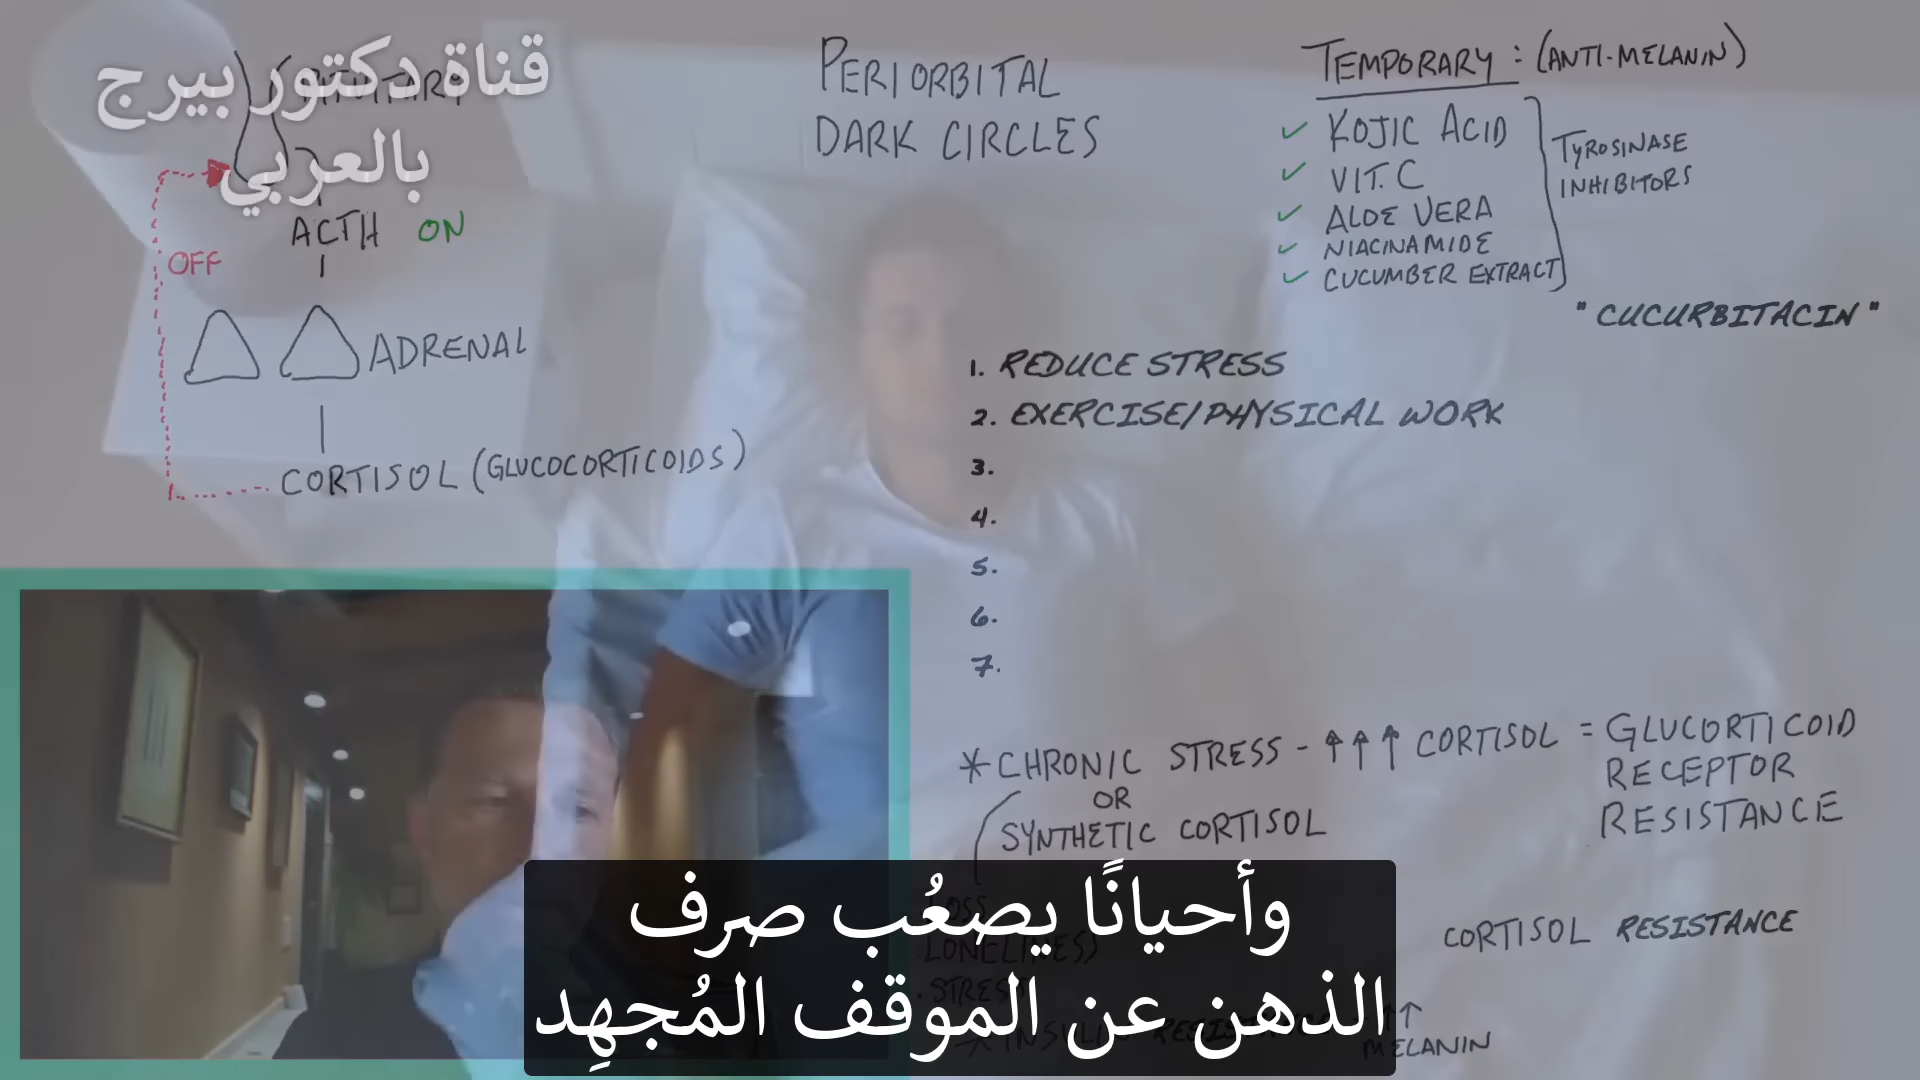 قناة دكتور بيرج
بالعربي
PITUITARY
ACTH ON
OFF
ADRENAL
CORTISOL (GLUCOCORTICOIDS)
PERIORBITAL
DARK CIRCLES
TEMPORARY: (ANTI-MELANIN)
✓ KOJIC ACID
✓ VIT. C
✓ ALOE VERA
✓ NIACINAMIDE
✓ CUCUMBER EXTRACT
TYROSINASE
INHIBITORS
"CUCURBITACIN"
1. REDUCE STRESS
2. EXERCISE/PHYSICAL WORK
3.
4.
5.
6.
7.
* CHRONIC STRESS - ↑↑↑ CORTISOL = GLUCORTICOID
RECEPTOR
RESISTANCE
OR
SYNTHETIC CORTISOL
LOSS
STRESS
CORTISOL RESISTANCE
↑↑
MELANIN
وأحيانًا يصعُب صرف
الذهن عن الموقف المُجهِد